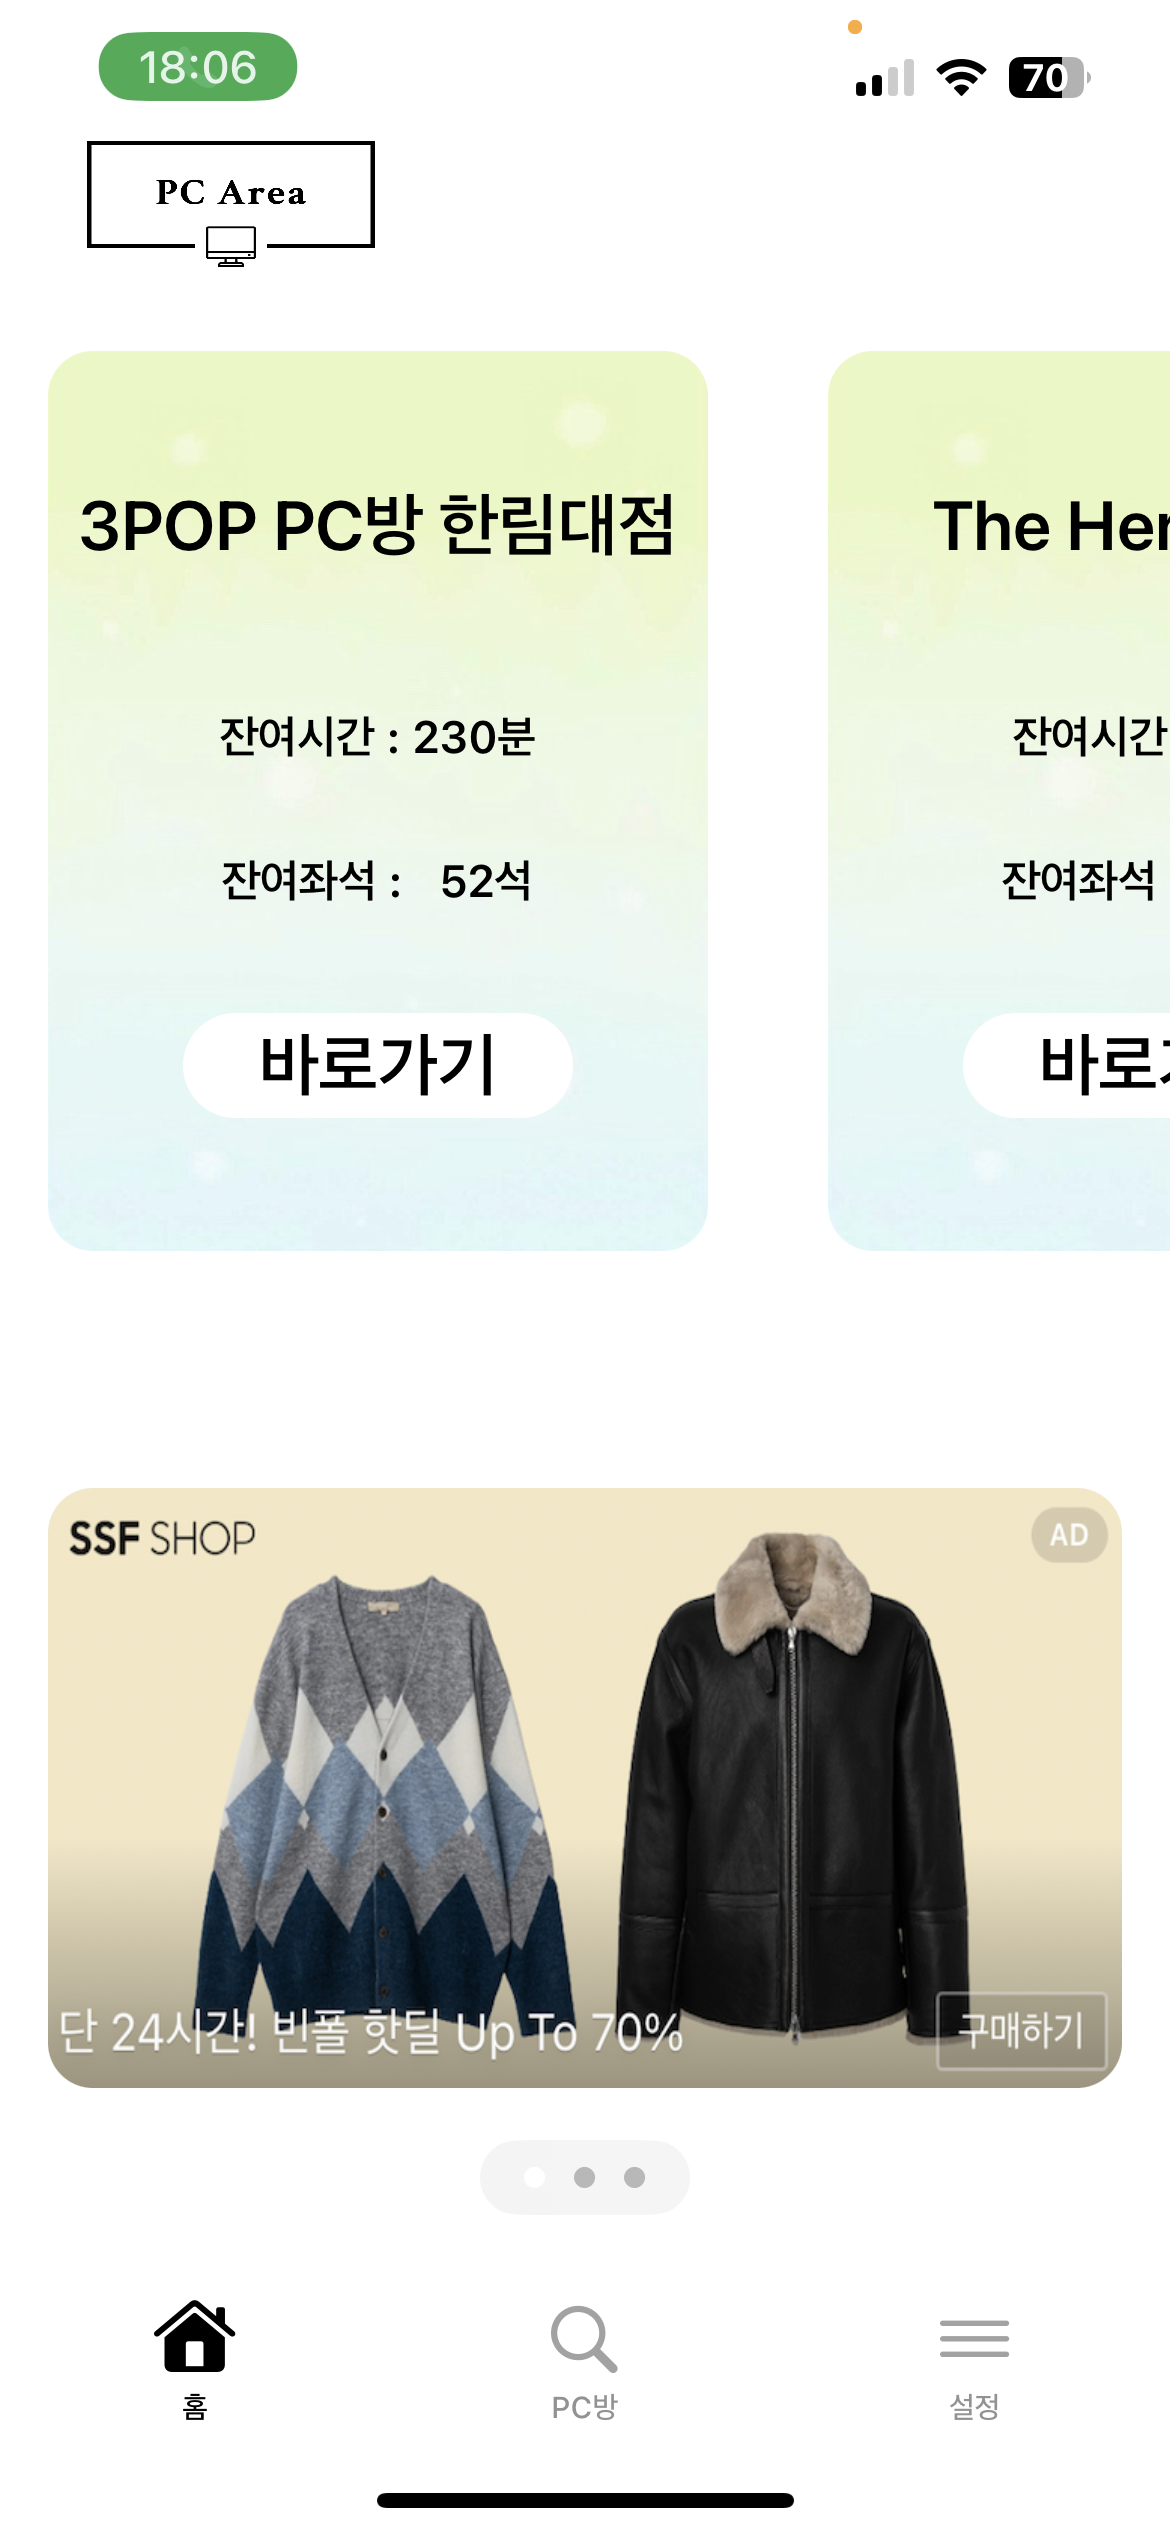 18:06
70
PC Area
3POP PC방 한림대점
잔여시간 : 230분
잔여좌석 : 52석
바로가기
The Her
잔여시간
잔여좌석
바로
SSF SHOP
AD
단 24시간! 빈폴 핫딜 Up To 70%
구매하기
홈
PC방
설정